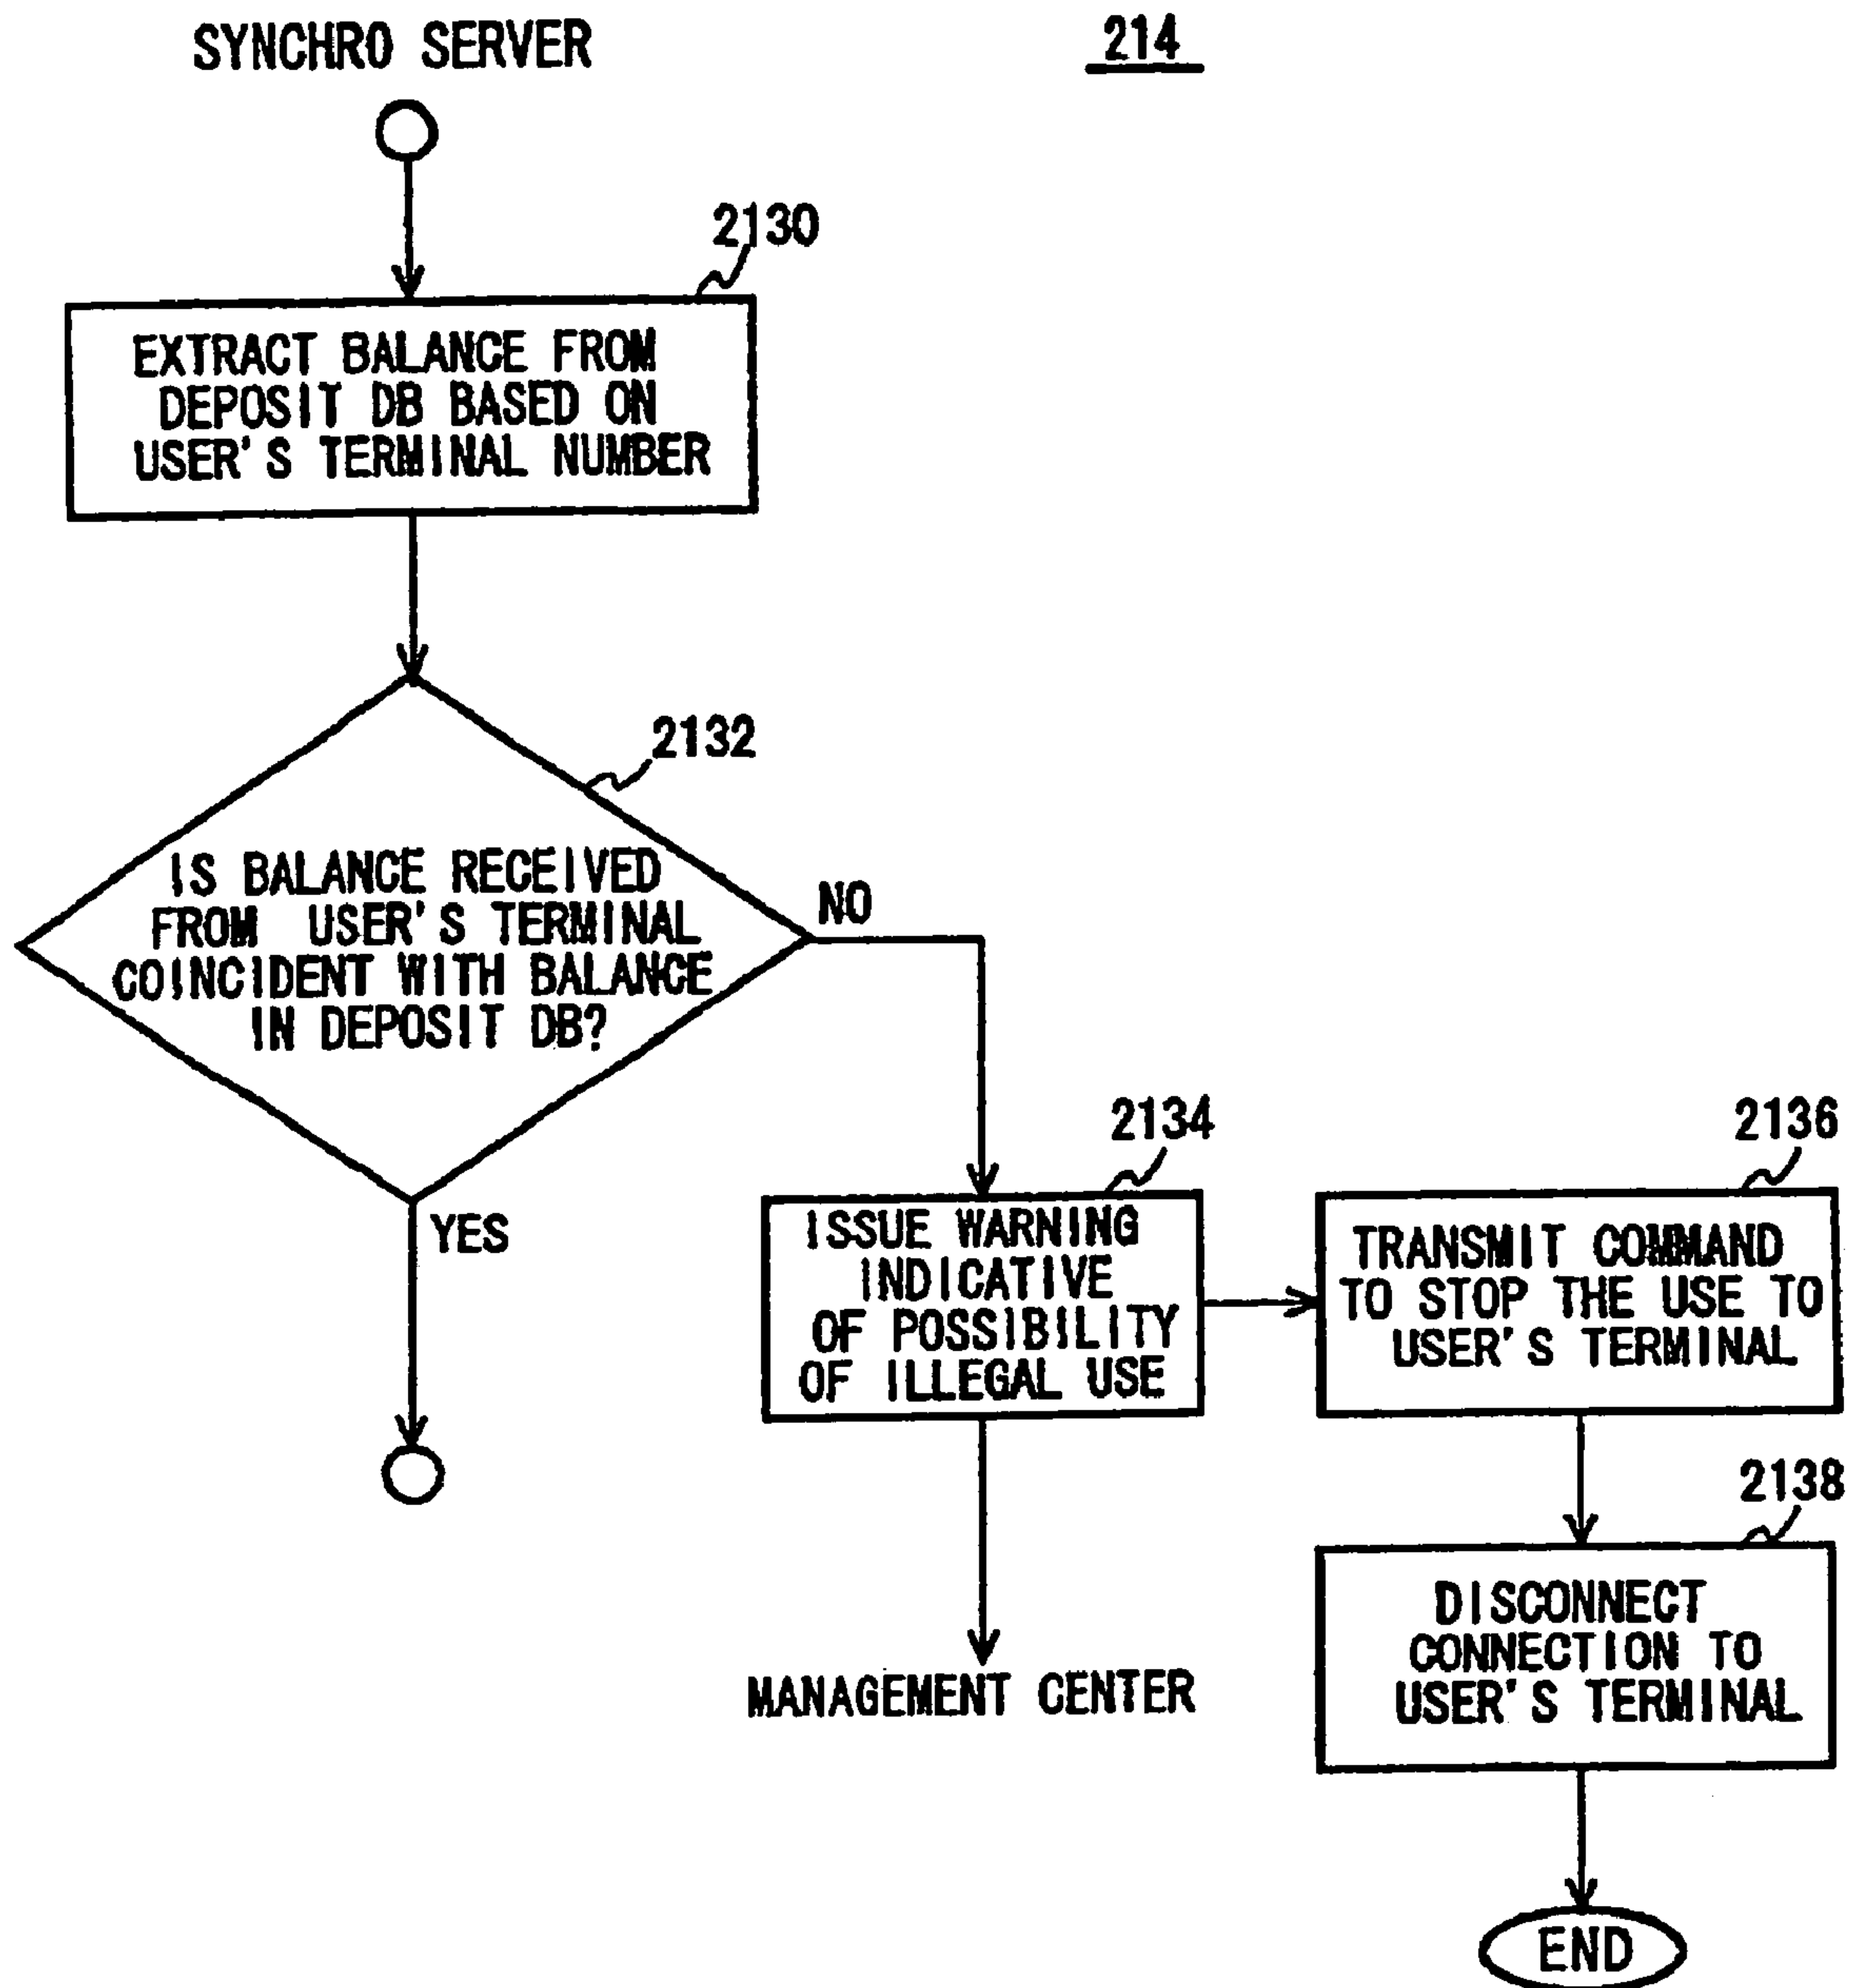 SYNCHRO SERVER
214
2130
EXTRACT BALANCE FROM
DEPOSIT DB BASED ON
USER'S TERMINAL NUMBER
2132
IS BALANCE RECEIVED
FROM USER'S TERMINAL
COINCIDENT WITH BALANCE
IN DEPOSIT DB?
NO
YES
2134
ISSUE WARNING
INDICATIVE
OF POSSIBILITY
OF ILLEGAL USE
2136
TRANSMIT COMMAND
TO STOP THE USE TO
USER'S TERMINAL
MANAGEMENT CENTER
2138
DISCONNECT
CONNECTION TO
USER'S TERMINAL
END